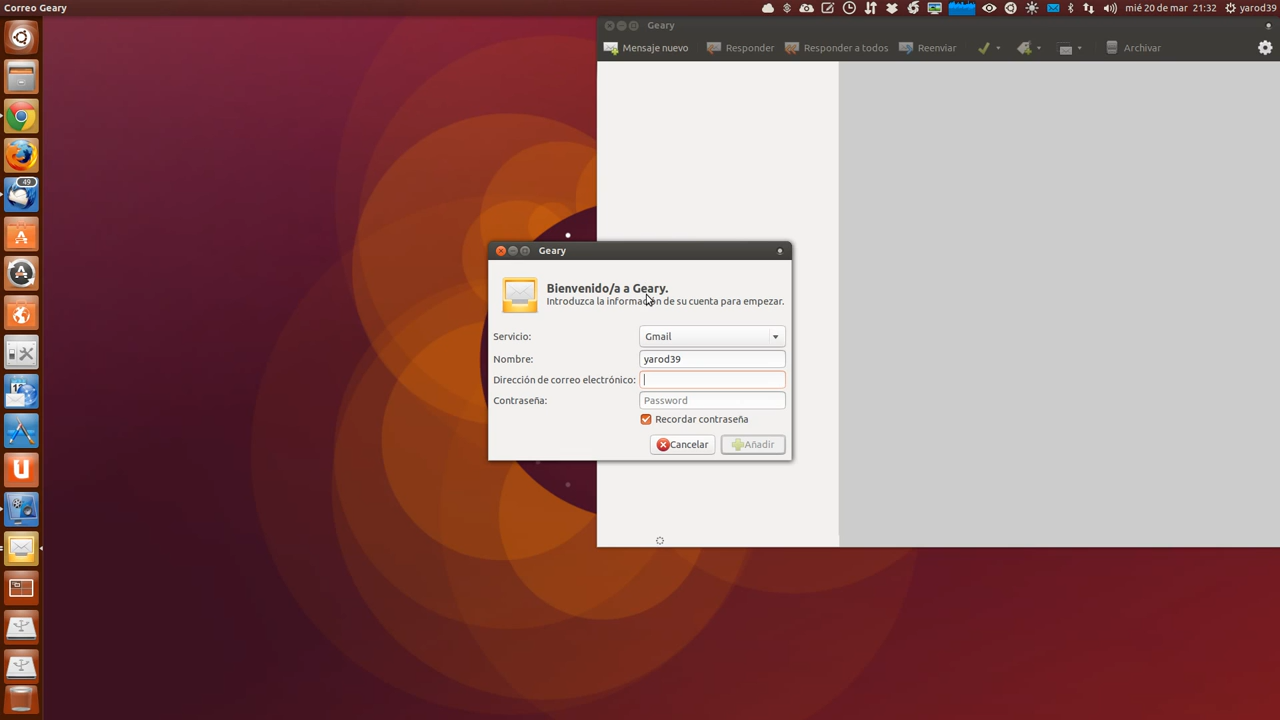 Correo Geary
mié 20 de mar 21:32 yarod39
Geary
Mensaje nuevo Responder Responder a todos Reenviar Archivar
49
Geary
Bienvenido/a a Geary.
Introduzca la información de su cuenta para empezar.
Servicio: Gmail
Nombre: yarod39
Dirección de correo electrónico:
Contraseña: Password
Recordar contraseña
Cancelar Añadir